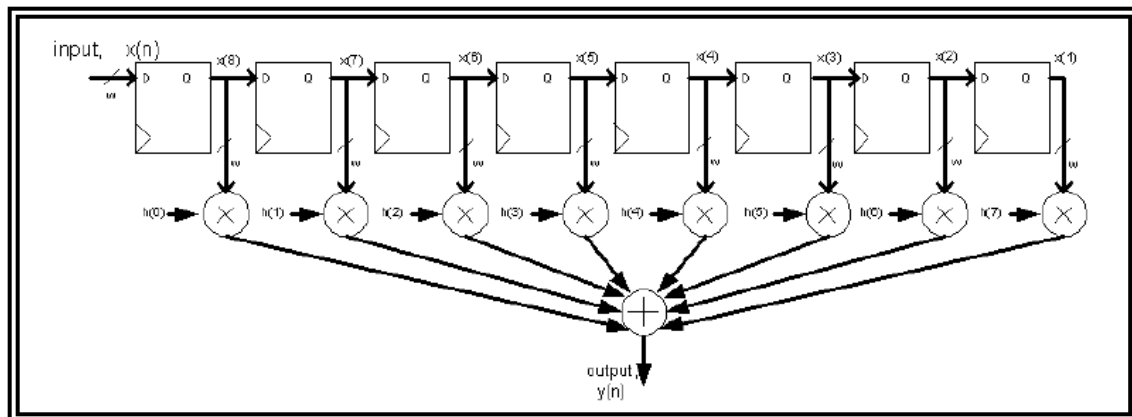 input, x(n)
x(8) x(7) x(6) x(5) x(4) x(3) x(2) x(1)
D Q D Q D Q D Q D Q D Q D Q D Q
w
w w w w w w w w
h(0) h(1) h(2) h(3) h(4) h(5) h(6) h(7)
output,
y(n)